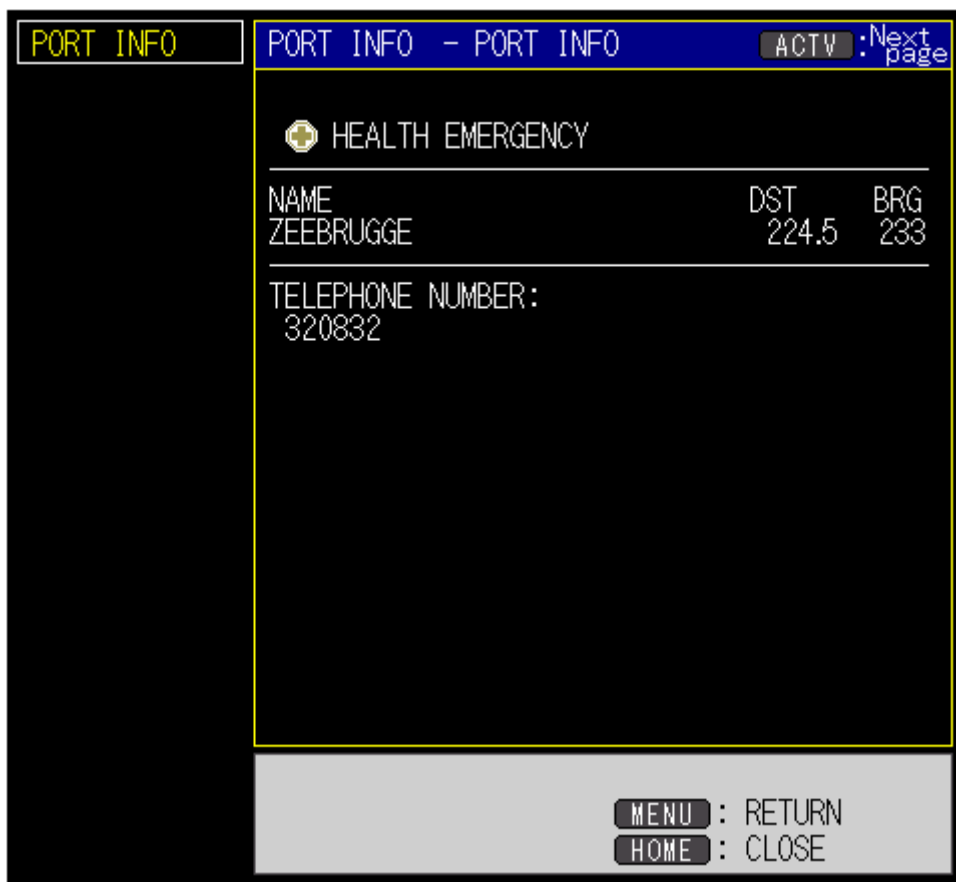 PORT INFO
PORT INFO - PORT INFO ACTV :Next page
HEALTH EMERGENCY
NAME DST BRG
ZEEBRUGGE 224.5 233
TELEPHONE NUMBER:
320832
MENU : RETURN
HOME : CLOSE